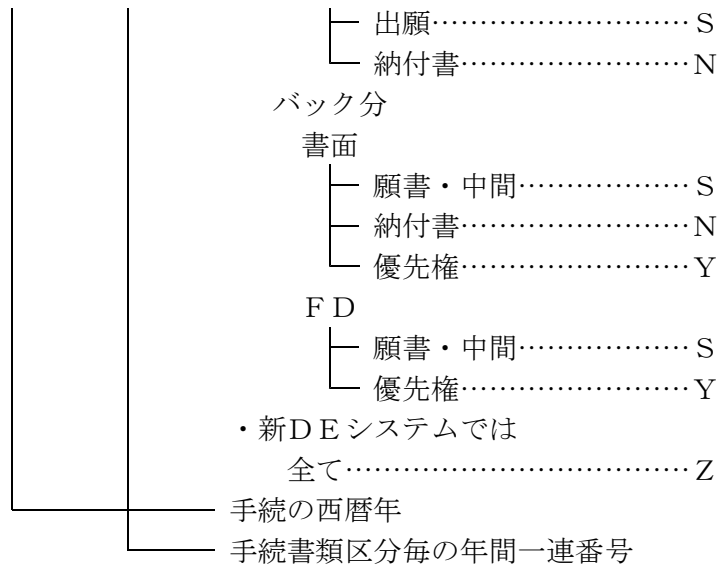 出願………………………Ｓ
納付書……………………Ｎ
バック分
書面
願書・中間………………Ｓ
納付書……………………Ｎ
優先権……………………Ｙ
ＦＤ
願書・中間………………Ｓ
優先権……………………Ｙ
・新ＤＥシステムでは
全て………………………………Ｚ
手続の西暦年
手続書類区分毎の年間一連番号